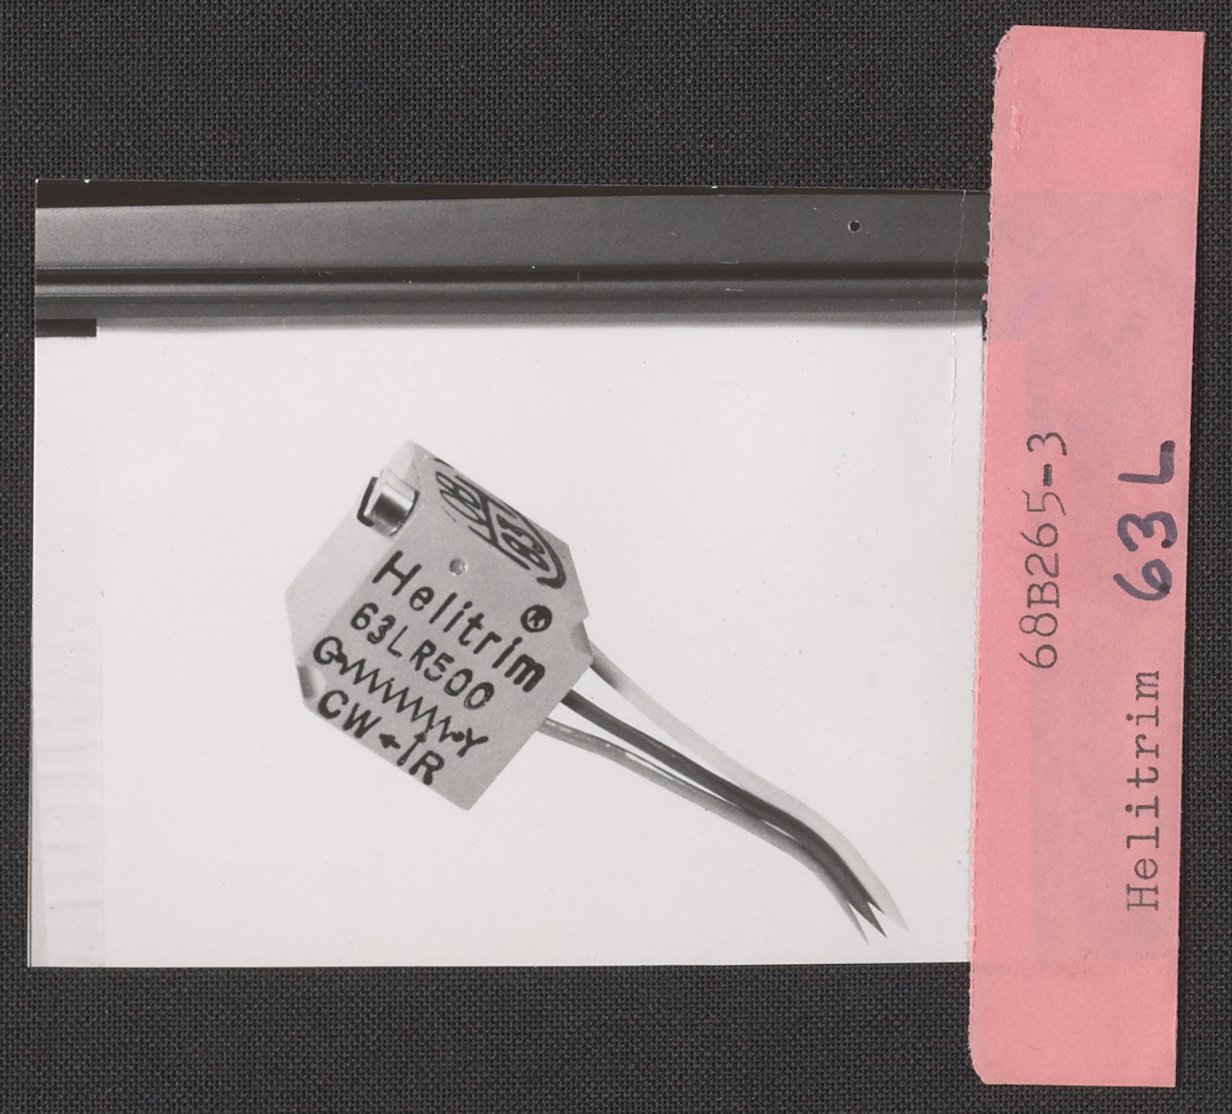 Helitrim ®
63LR500
G Y
CW R
68B265-3
Helitrim 63L